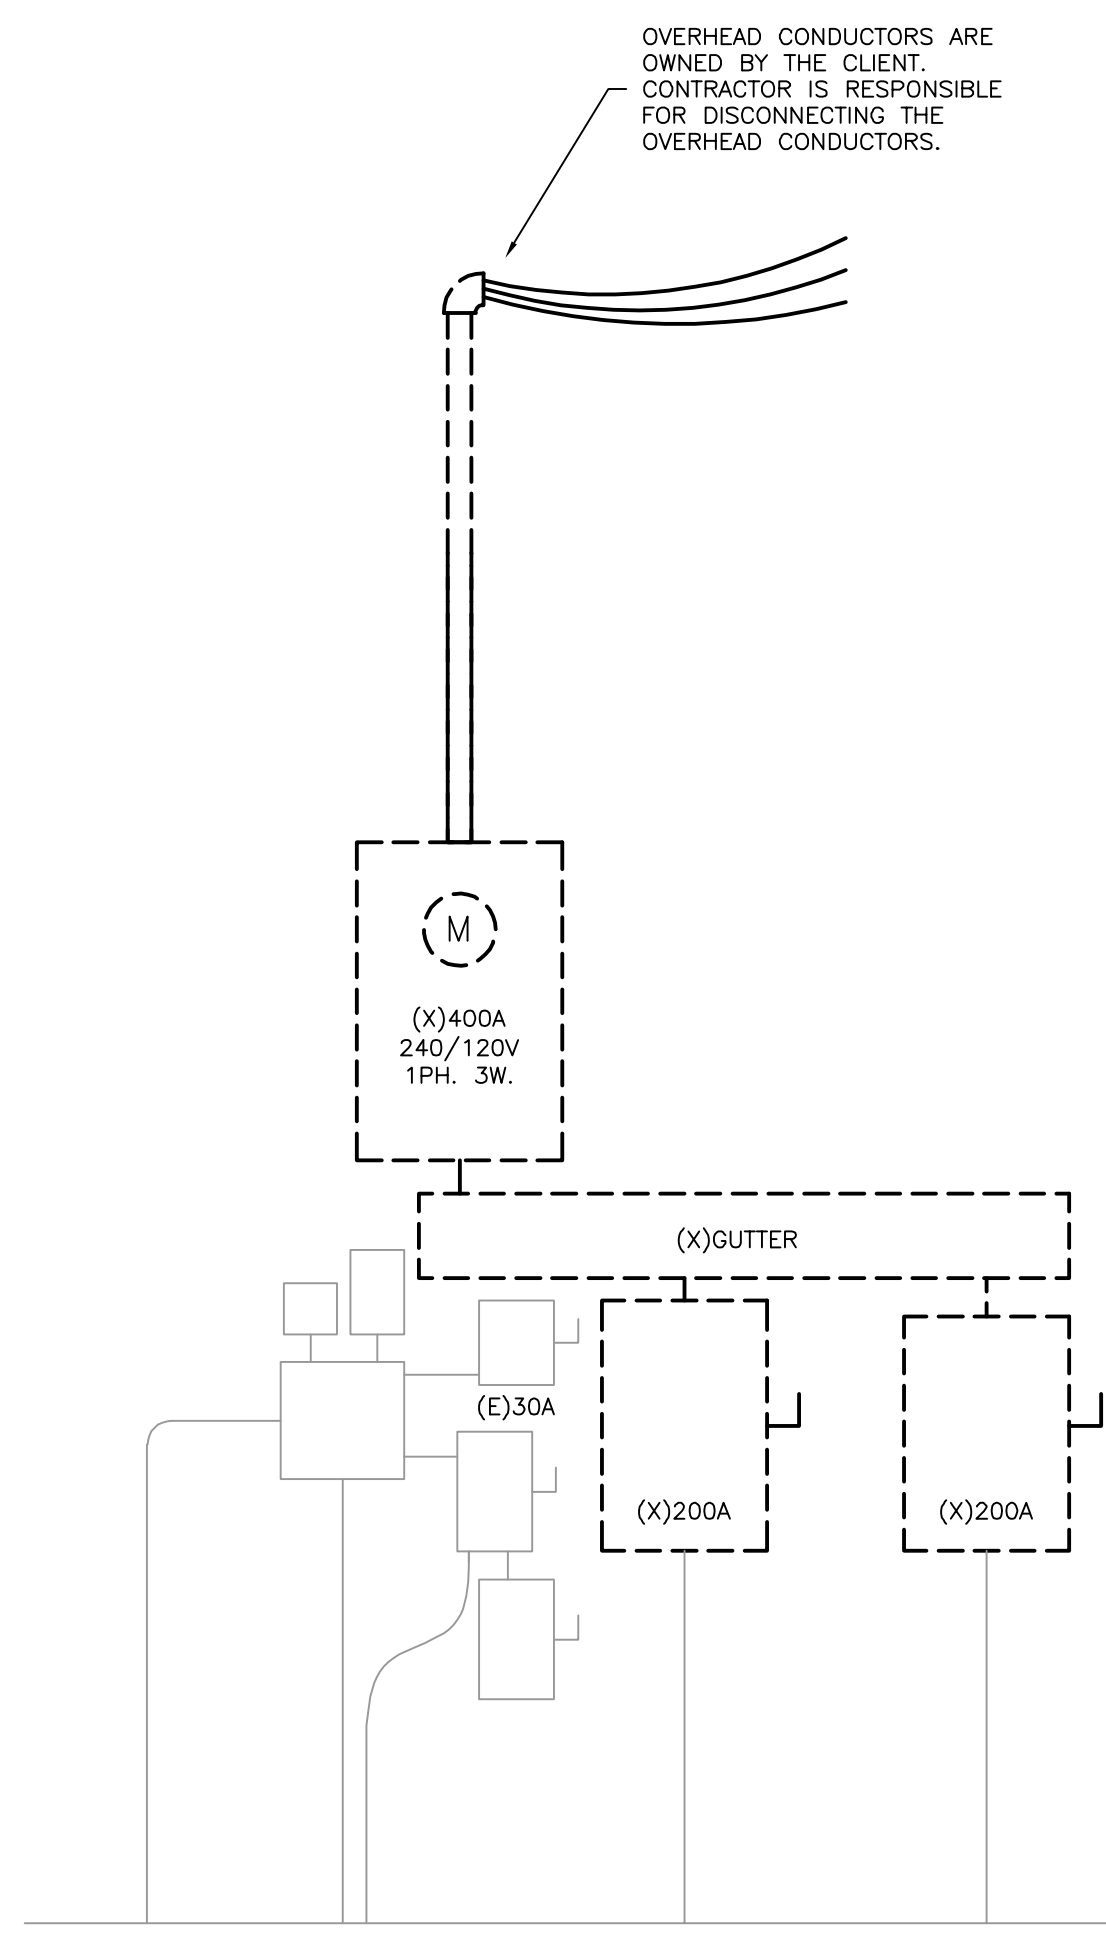 OVERHEAD CONDUCTORS ARE
OWNED BY THE CLIENT.
CONTRACTOR IS RESPONSIBLE
FOR DISCONNECTING THE
OVERHEAD CONDUCTORS.
M
(X)400A
240/120V
1PH. 3W.
(X)GUTTER
(E)30A
(X)200A
(X)200A